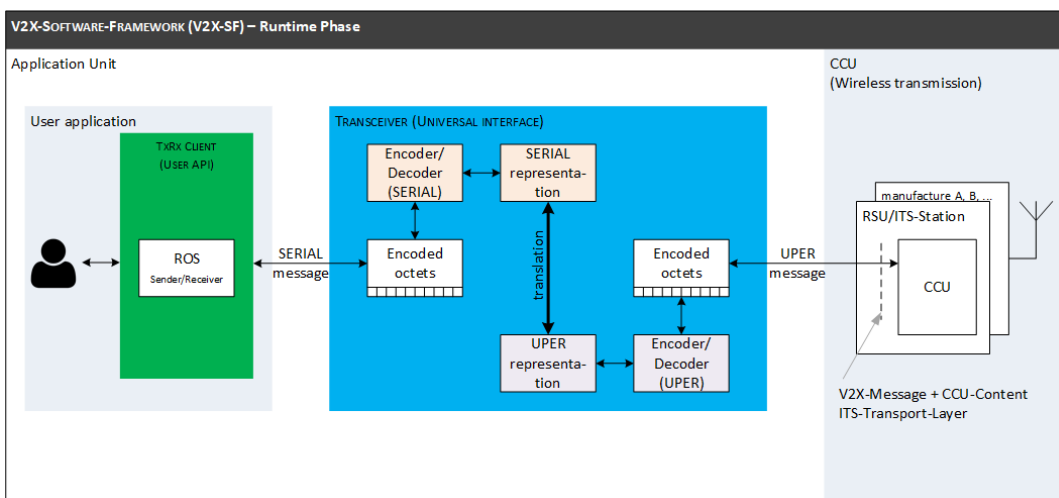 V2X-SOFTWARE-FRAMEWORK (V2X-SF) – Runtime Phase
Application Unit
CCU
(Wireless transmission)
User application
TXRX CLIENT
(USER API)
ROS
Sender/Receiver
SERIAL
message
TRANSCEIVER (UNIVERSAL INTERFACE)
Encoder/
Decoder
(SERIAL)
SERIAL
representa-
tion
Encoded
octets
translation
Encoded
octets
UPER
representa-
tion
Encoder/
Decoder
(UPER)
UPER
message
manufacture A, B, ...
RSU/ITS-Station
CCU
V2X-Message + CCU-Content
ITS-Transport-Layer